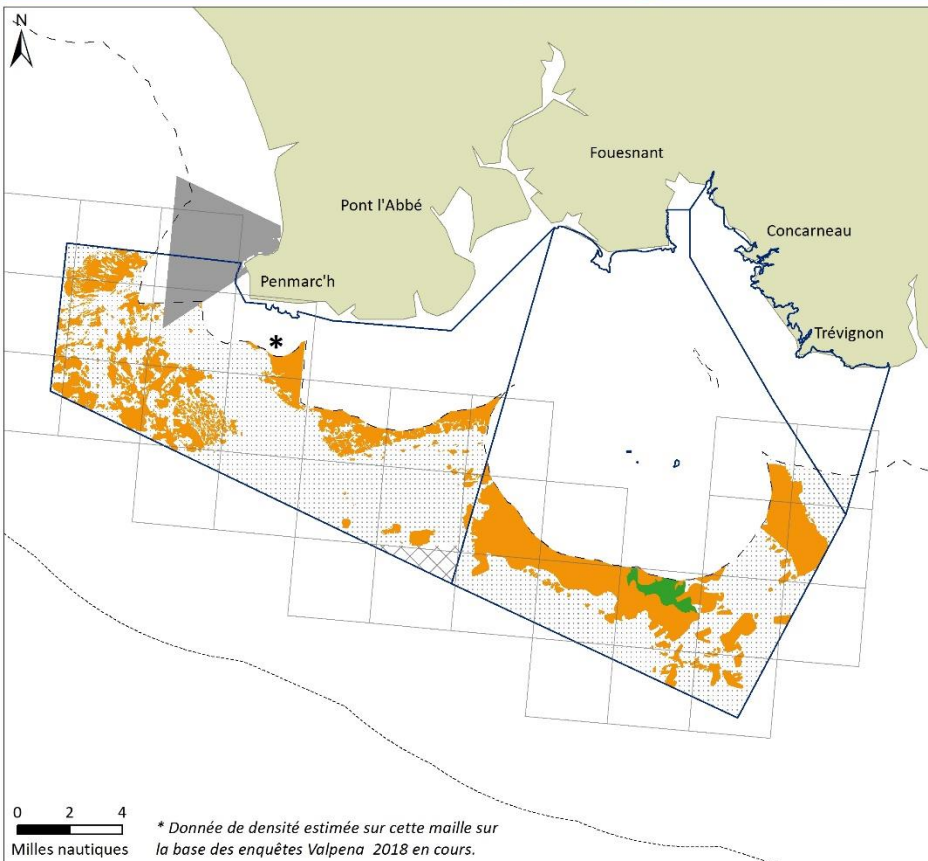 N
Fouesnant
Pont l'Abbé
Concarneau
Penmarc'h
Trévignon
*
0 2 4
Milles nautiques
* Donnée de densité estimée sur cette maille sur
la base des enquêtes Valpena 2018 en cours.